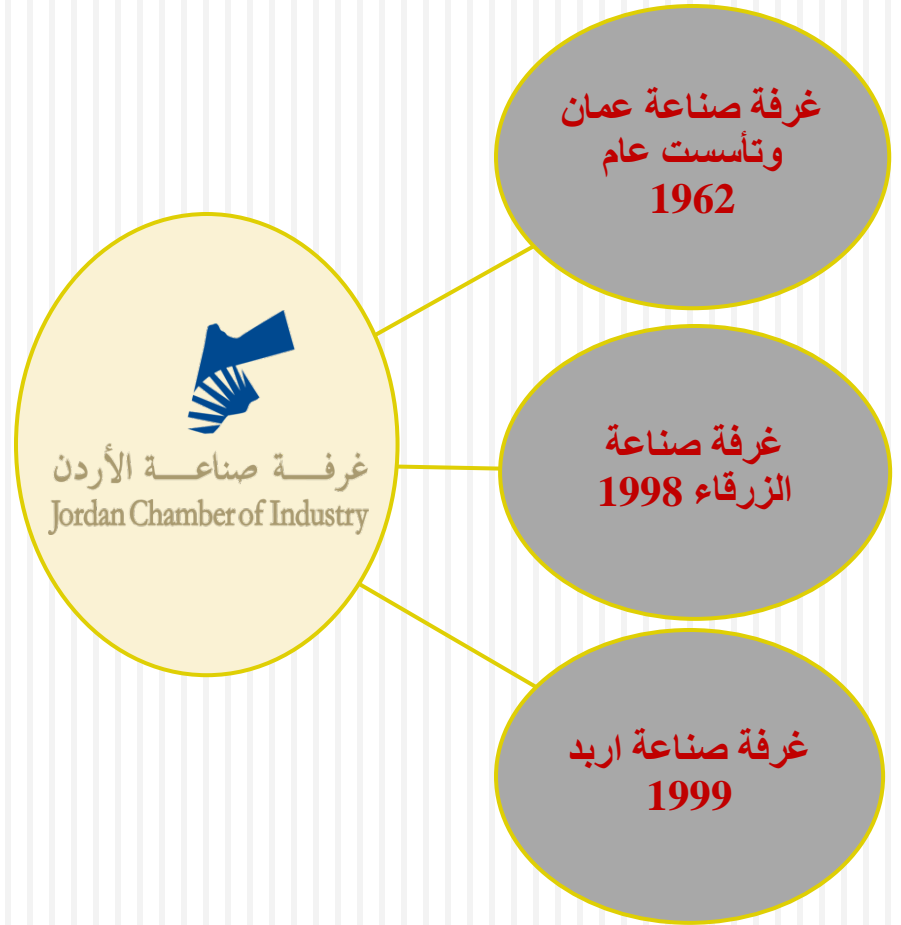 غرفة صناعة عمان
وتأسست عام
1962
غرفة صناعة الأردن
Jordan Chamber of Industry
غرفة صناعة
الزرقاء 1998
غرفة صناعة اربد
1999